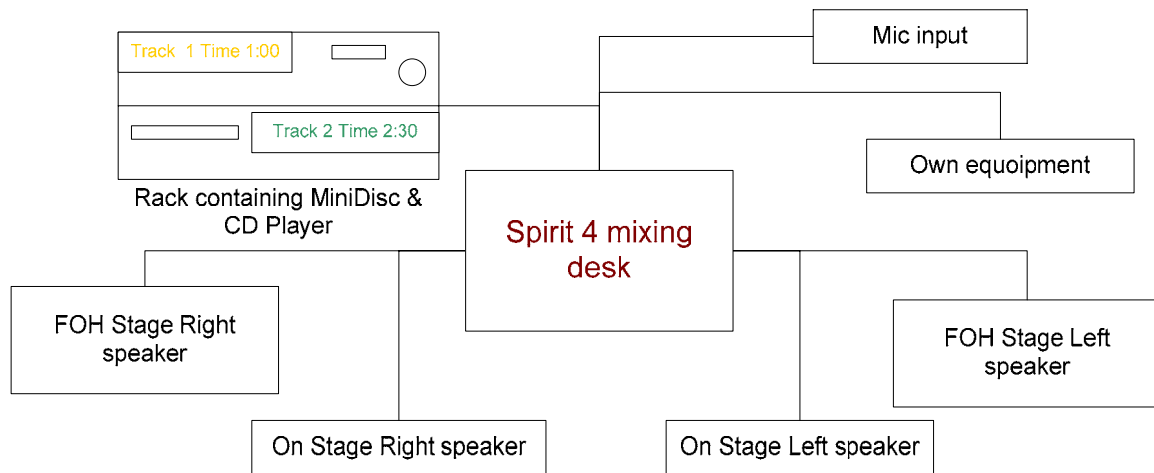 Mic input
Track 1 Time 1:00
Track 2 Time 2:30
Own equoipment
Rack containing MiniDisc &
CD Player
Spirit 4 mixing
desk
FOH Stage Right
speaker
FOH Stage Left
speaker
On Stage Right speaker
On Stage Left speaker